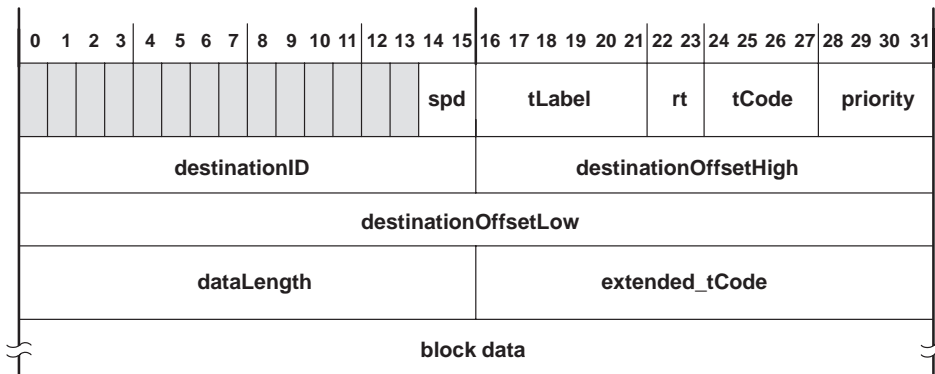 0 1 2 3 4 5 6 7 8 9 10 11 12 13 14 15 16 17 18 19 20 21 22 23 24 25 26 27 28 29 30 31
spd tLabel rt tCode priority
destinationID destinationOffsetHigh
destinationOffsetLow
dataLength extended_tCode
block data